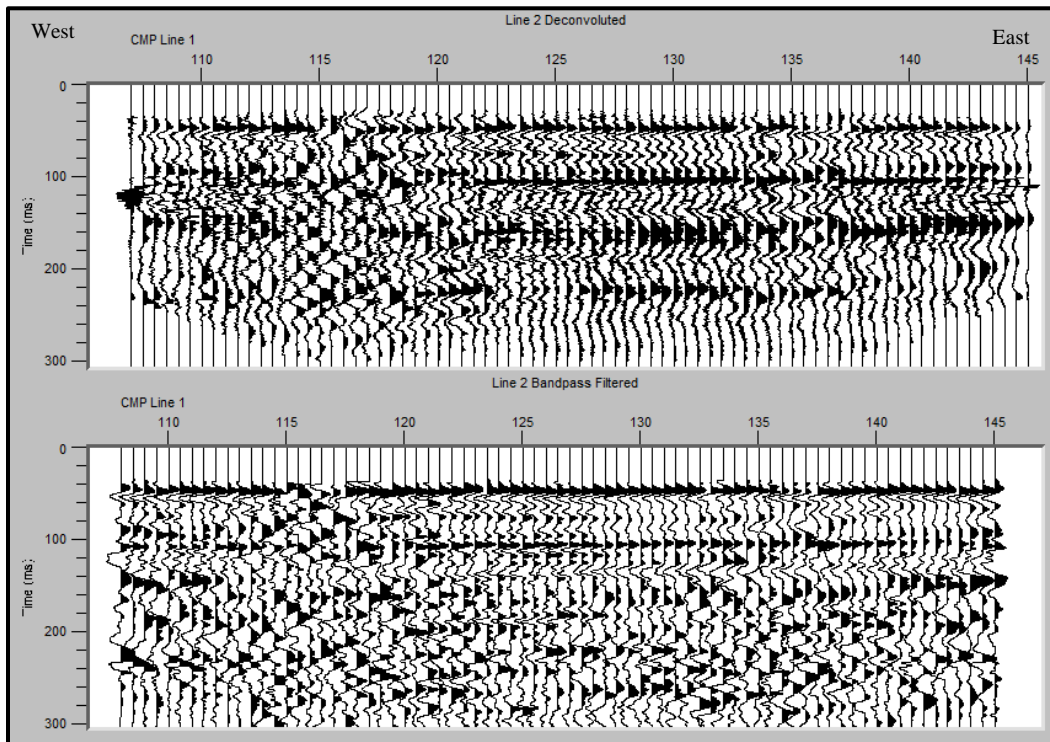 Line 2 Deconvoluted
West
East
CMP Line 1
110 115 120 125 130 135 140 145
0
100
200
300
Time (ms)
Line 2 Bandpass Filtered
CMP Line 1
110 115 120 125 130 135 140 145
0
100
200
300
Time (ms)